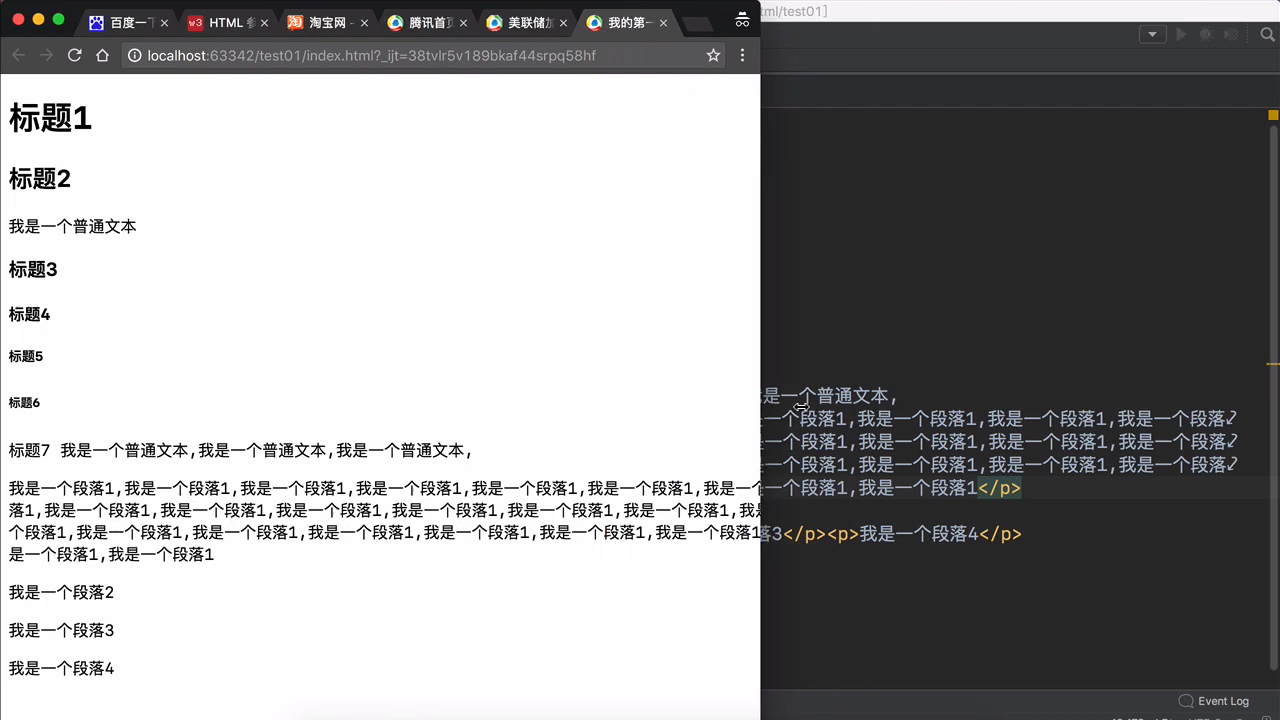 百度一下
HTML 参
淘宝网 -
腾讯首页
美联储加
我的第一
ml/test01]
localhost:63342/test01/index.html?_ijt=38tvlr5v189bkaf44srpq58hf
标题1
标题2
我是一个普通文本
标题3
标题4
标题5
标题6
标题7 我是一个普通文本,我是一个普通文本,我是一个普通文本,
我是一个段落1,我是一个段落1,我是一个段落1,我是一个段落1,我是一个段落1,我是一个段落1,我是一个
落1,我是一个段落1,我是一个段落1,我是一个段落1,我是一个段落1,我是一个段落1,我是一个段落1,我是
个段落1,我是一个段落1,我是一个段落1,我是一个段落1,我是一个段落1,我是一个段落1,我是一个段落1
是一个段落1,我是一个段落1
我是一个段落2
我是一个段落3
我是一个段落4
是一个普通文本,
一个段落1,我是一个段落1,我是一个段落1,我是一个段落
一个段落1,我是一个段落1,我是一个段落1,我是一个段落
一个段落1,我是一个段落1,我是一个段落1,我是一个段落
一个段落1,我是一个段落1</p>
落3</p><p>我是一个段落4</p>
Event Log